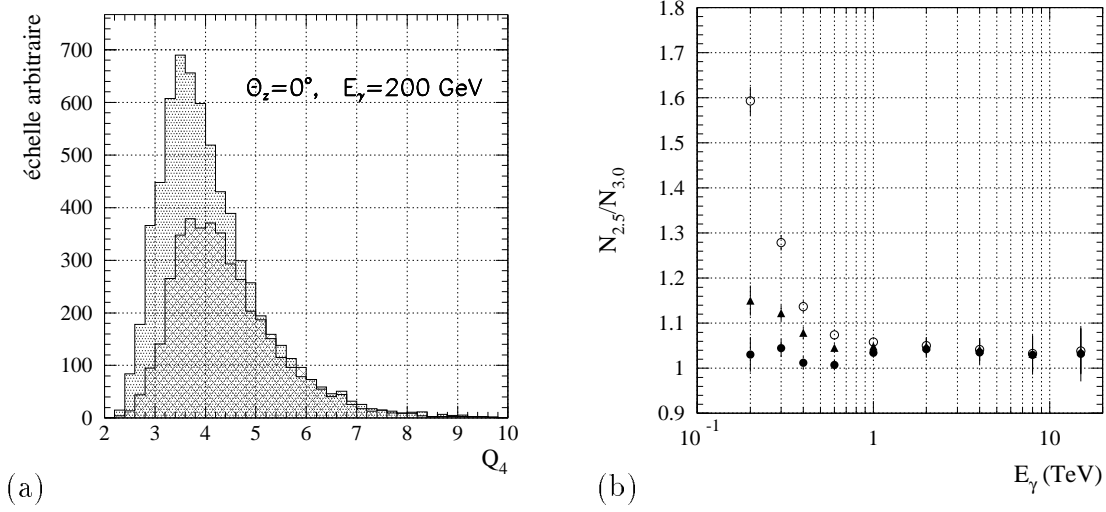 échelle arbitraire
700
600
500
400
300
200
100
0
Θz=0°, Eγ=200 GeV
2 3 4 5 6 7 8 9 10
Q4
(a)
N2.5/N3.0
1.8
1.7
1.6
1.5
1.4
1.3
1.2
1.1
1
0.9
10^-1 1 10
Eγ (TeV)
(b)